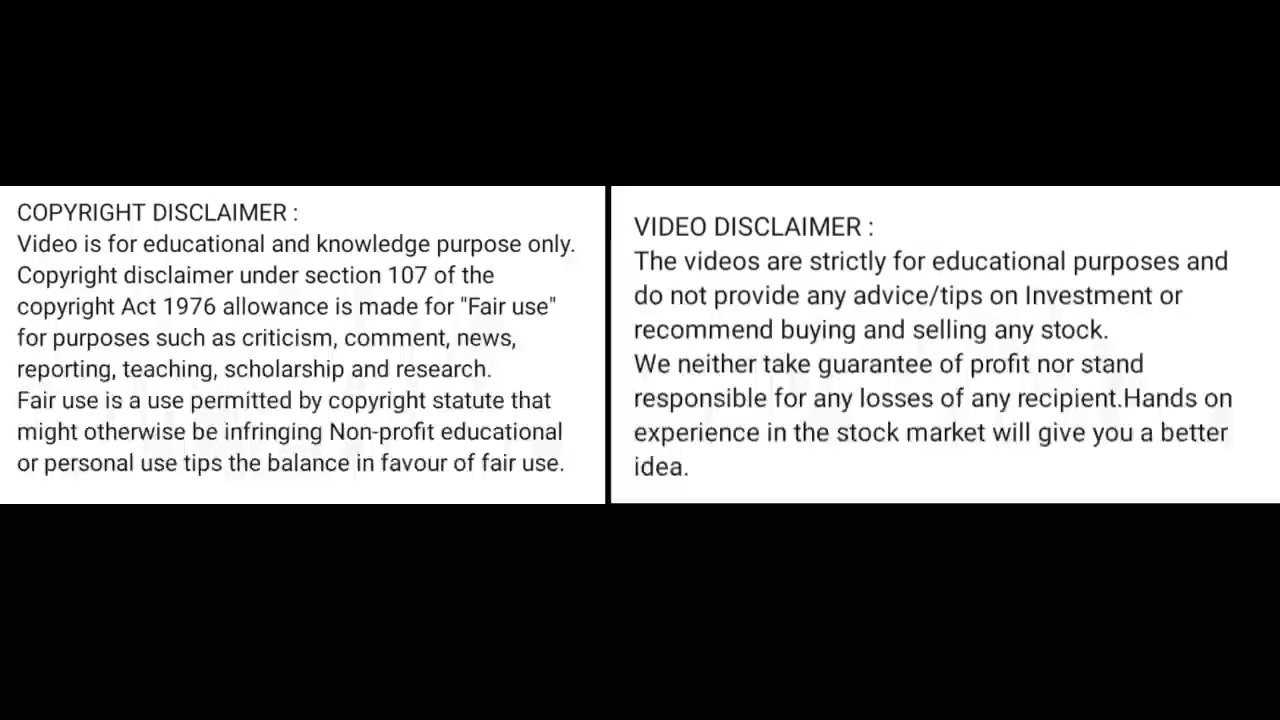 COPYRIGHT DISCLAIMER :
Video is for educational and knowledge purpose only.
Copyright disclaimer under section 107 of the
copyright Act 1976 allowance is made for "Fair use"
for purposes such as criticism, comment, news,
reporting, teaching, scholarship and research.
Fair use is a use permitted by copyright statute that
might otherwise be infringing Non-profit educational
or personal use tips the balance in favour of fair use.
VIDEO DISCLAIMER :
The videos are strictly for educational purposes and
do not provide any advice/tips on Investment or
recommend buying and selling any stock.
We neither take guarantee of profit nor stand
responsible for any losses of any recipient.Hands on
experience in the stock market will give you a better
idea.